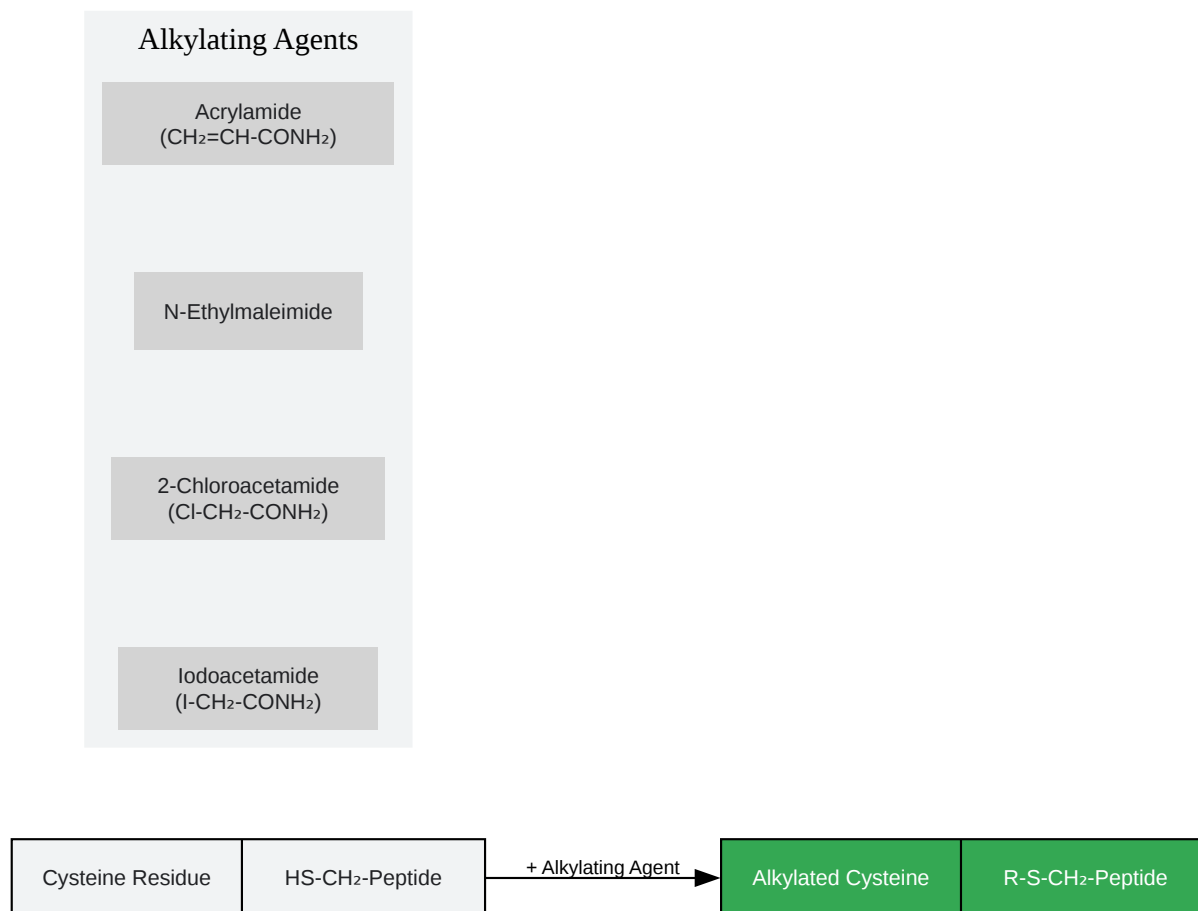 Alkylating Agents
Acrylamide
(CH₂=CH-CONH₂)
N-Ethylmaleimide
2-Chloroacetamide
(Cl-CH₂-CONH₂)
Iodoacetamide
(I-CH₂-CONH₂)
Cysteine Residue
HS-CH₂-Peptide
+ Alkylating Agent
Alkylated Cysteine
R-S-CH₂-Peptide